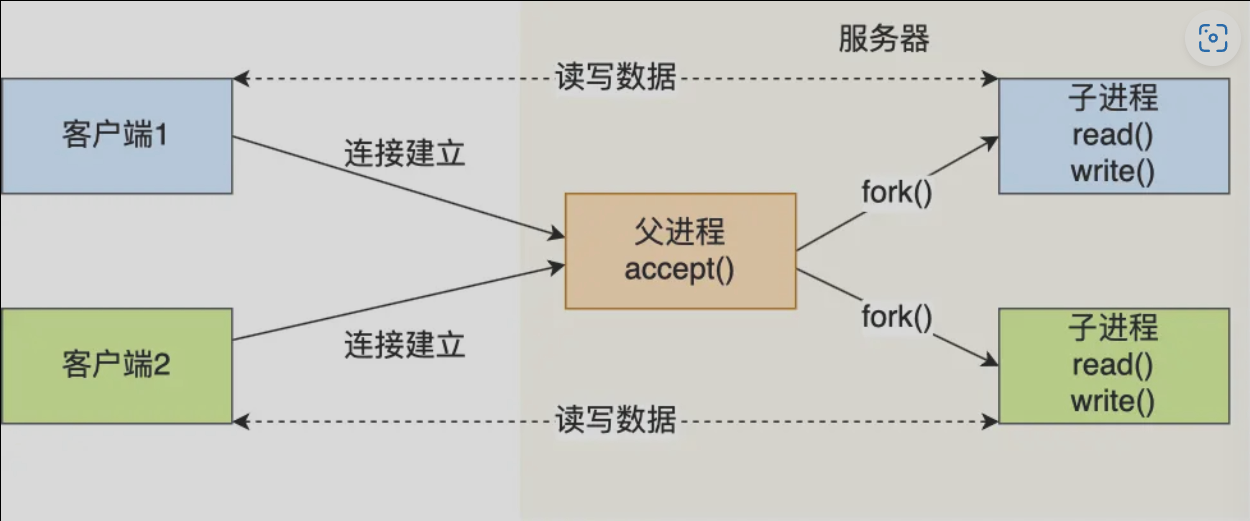 服务器
读写数据
客户端1
连接建立
子进程
read()
write()
fork()
父进程
accept()
fork()
客户端2
连接建立
子进程
read()
write()
读写数据